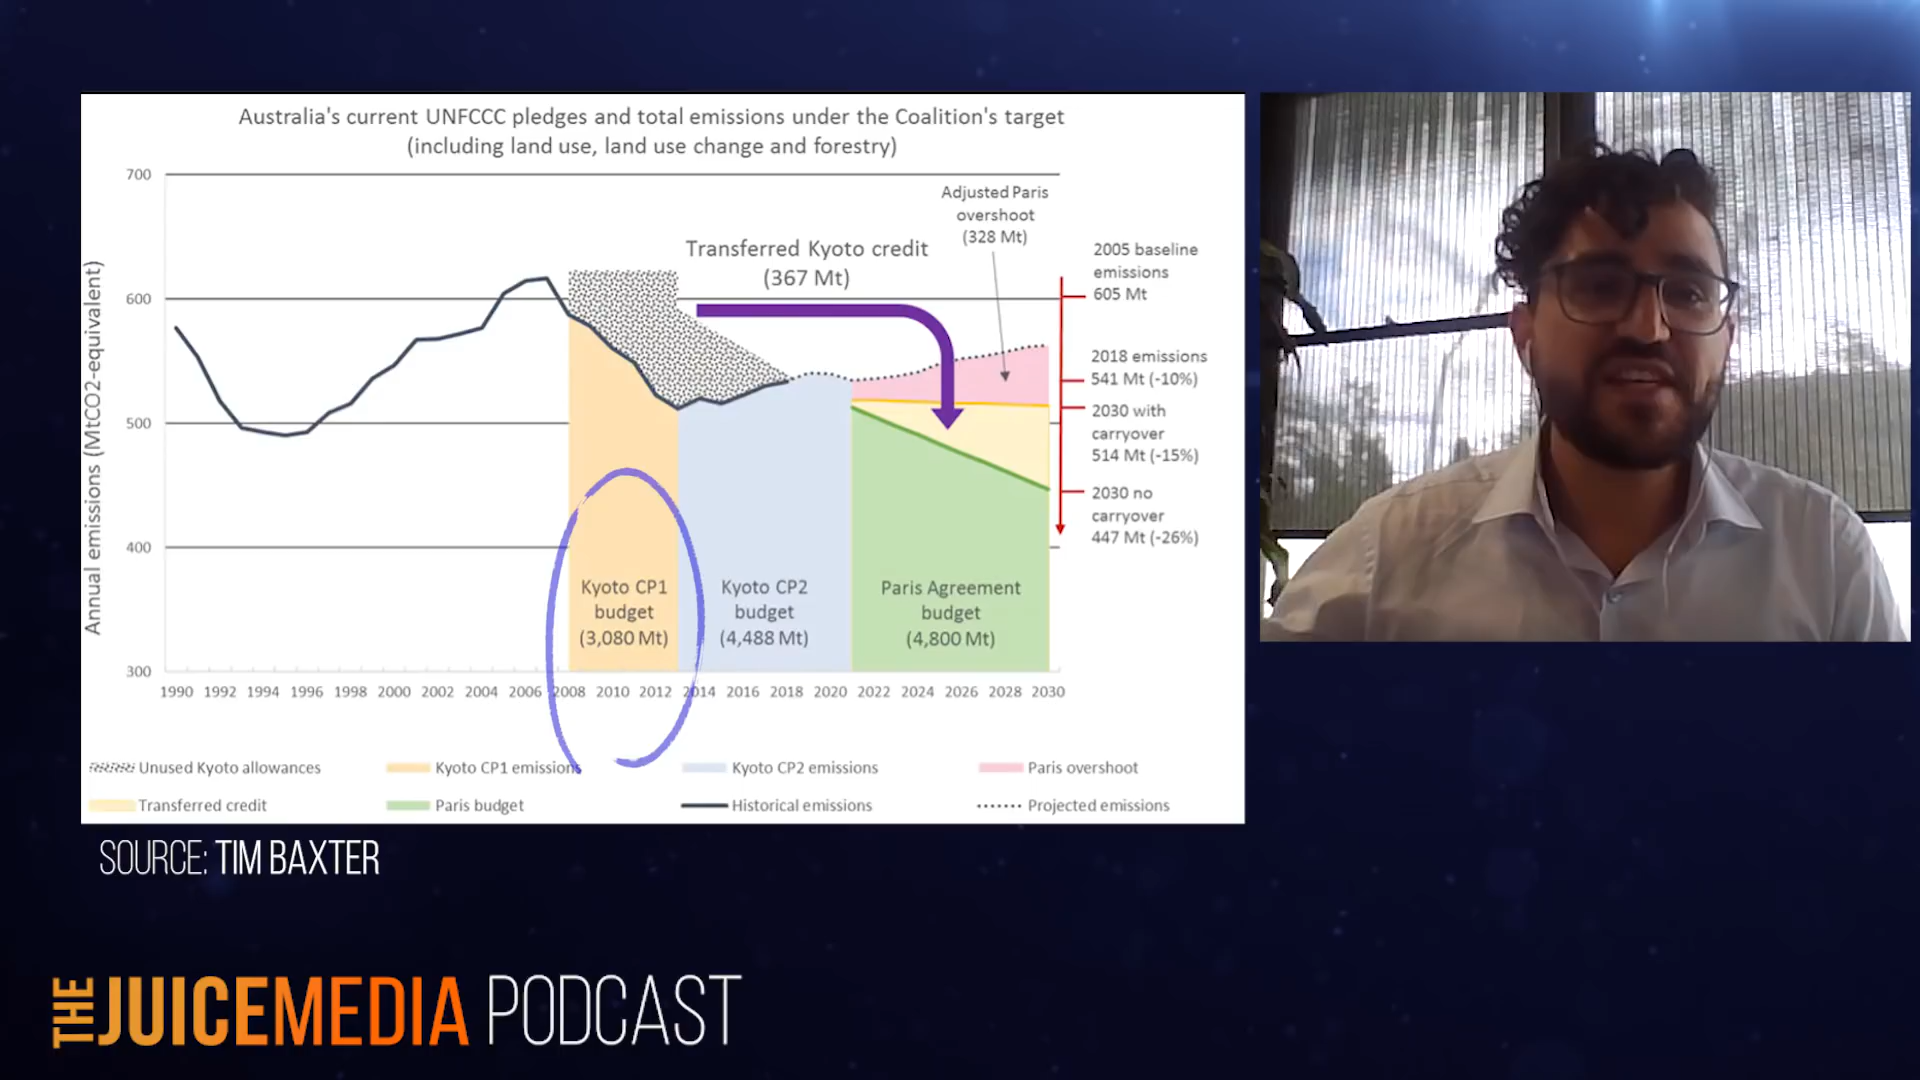 Australia's current UNFCCC pledges and total emissions under the Coalition's target
(including land use, land use change and forestry)
Annual emissions (MtCO2-equivalent)
700
600
500
400
300
Transferred Kyoto credit
(367 Mt)
Adjusted Paris
overshoot
(328 Mt)
2005 baseline
emissions
605 Mt
2018 emissions
541 Mt (-10%)
2030 with
carryover
514 Mt (-15%)
2030 no
carryover
447 Mt (-26%)
Kyoto CP1
budget
(3,080 Mt)
Kyoto CP2
budget
(4,488 Mt)
Paris Agreement
budget
(4,800 Mt)
1990 1992 1994 1996 1998 2000 2002 2004 2006 2008 2010 2012 2014 2016 2018 2020 2022 2024 2026 2028 2030
Unused Kyoto allowances Kyoto CP1 emissions Kyoto CP2 emissions Paris overshoot
Transferred credit Paris budget Historical emissions Projected emissions
SOURCE: TIM BAXTER
THE JUICEMEDIA PODCAST